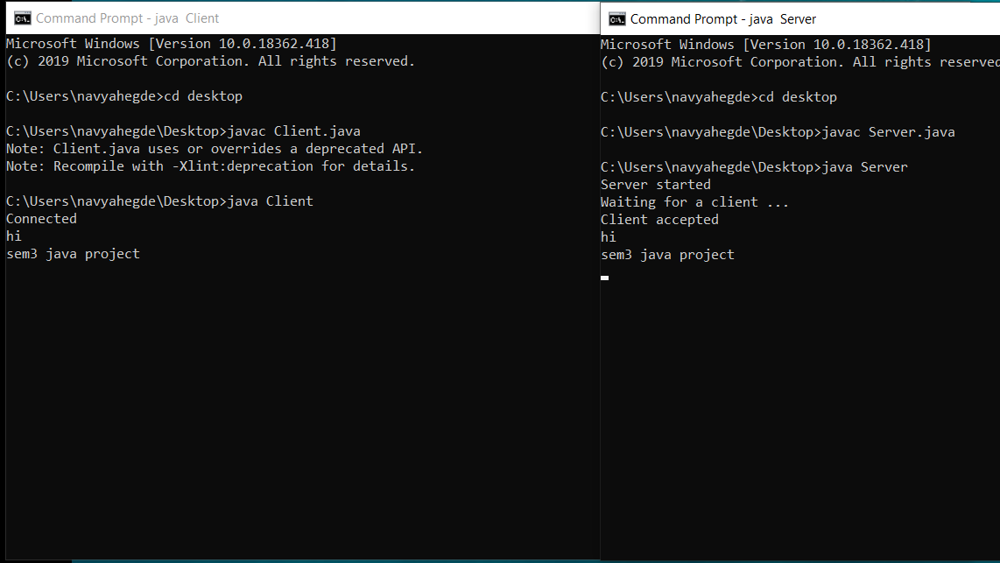 Command Prompt - java  Client
Microsoft Windows [Version 10.0.18362.418]
(c) 2019 Microsoft Corporation. All rights reserved.
C:\Users\navyahegde>cd desktop
C:\Users\navyahegde\Desktop>javac Client.java
Note: Client.java uses or overrides a deprecated API.
Note: Recompile with -Xlint:deprecation for details.
C:\Users\navyahegde\Desktop>java Client
Connected
hi
sem3 java project
Command Prompt - java  Server
Microsoft Windows [Version 10.0.18362.418]
(c) 2019 Microsoft Corporation. All rights reserved
C:\Users\navyahegde>cd desktop
C:\Users\navyahegde\Desktop>javac Server.java
C:\Users\navyahegde\Desktop>java Server
Server started
Waiting for a client ...
Client accepted
hi
sem3 java project